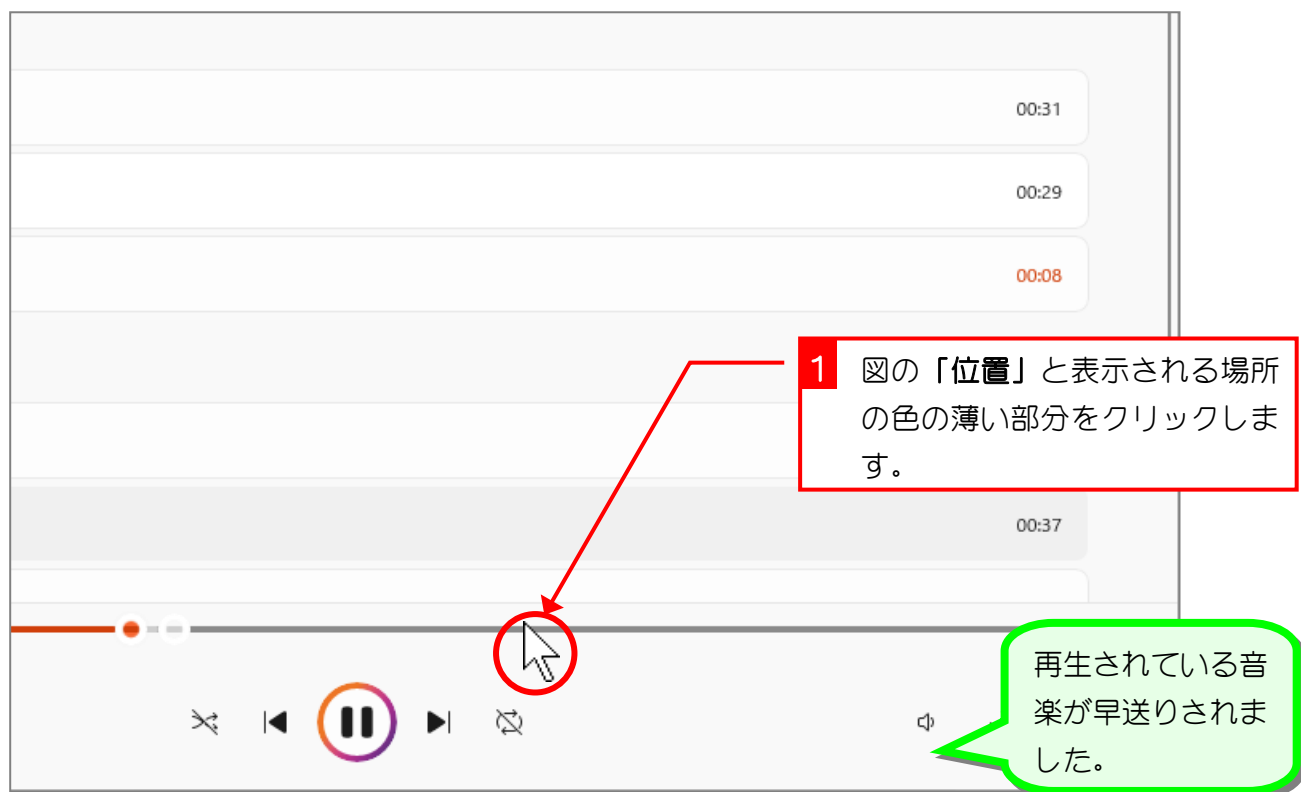 00:31
00:29
00:08
1 図の「位置」と表示される場所
の色の薄い部分をクリックしま
す。
00:37
再生されている音
楽が早送りされま
した。